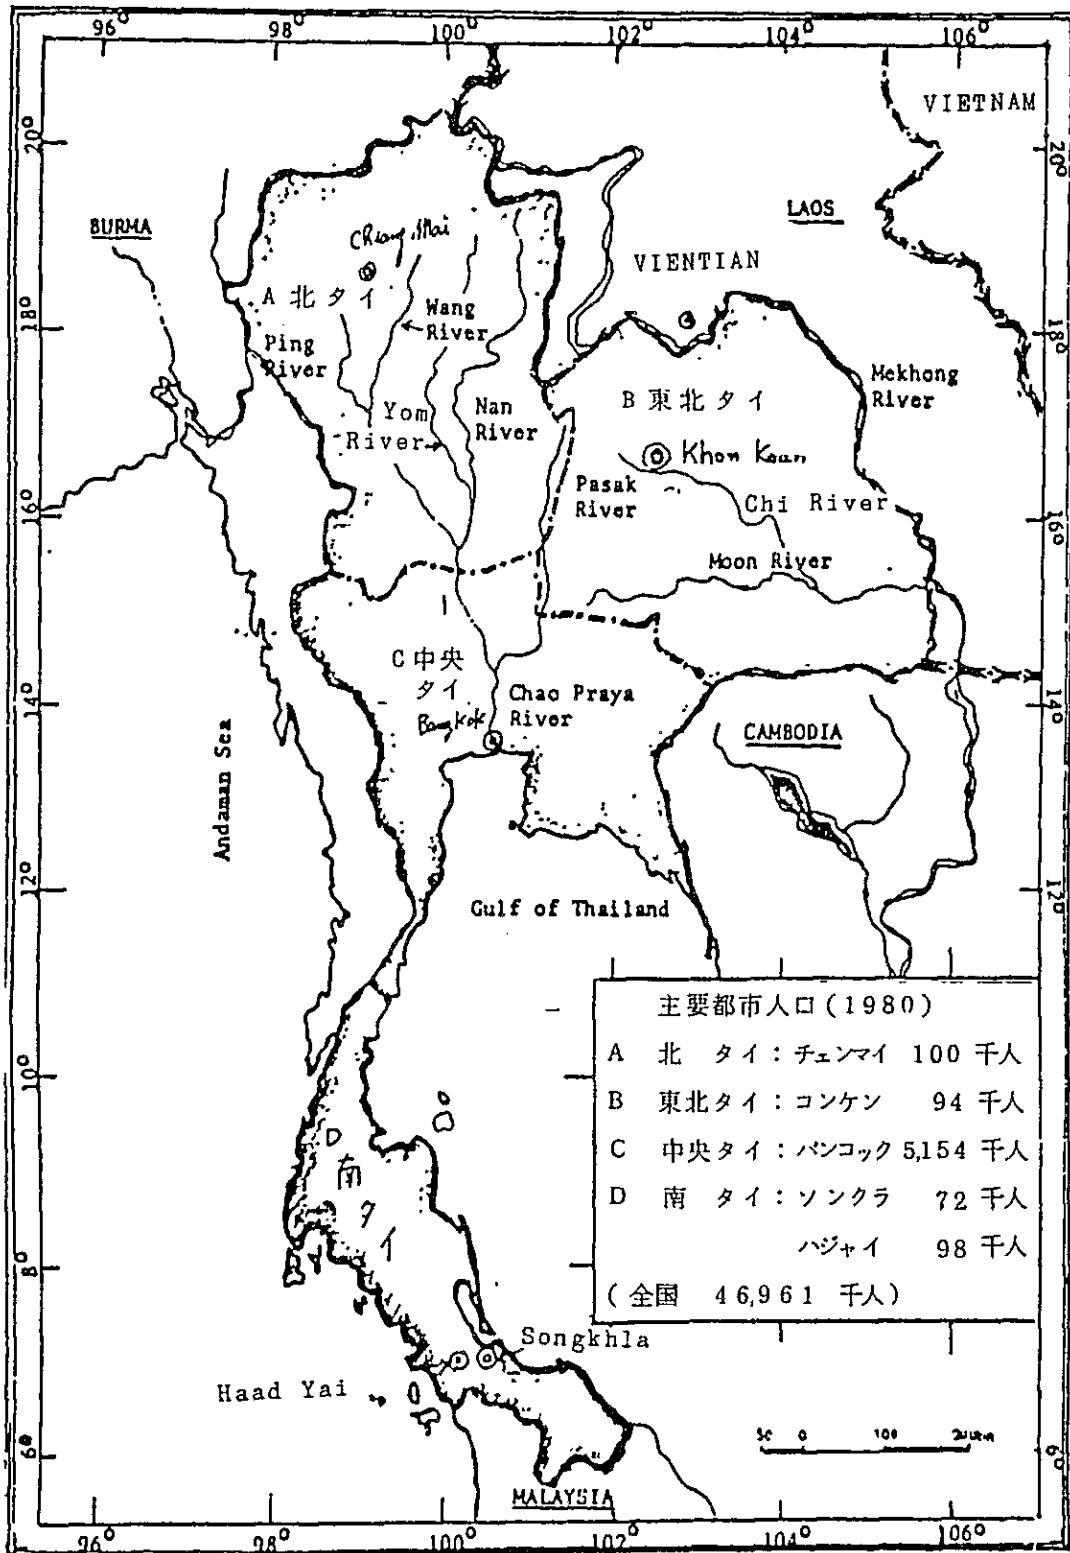 96°
98°
100°
102°
104°
106°
VIETNAM
20°
20°
LAOS
BURMA
Chiang Mai
VIENTIAN
A 北タイ
Wang
River
18°
18°
Ping
River
Mekhong
River
B 東北タイ
Nan
River
Yom
River
Khon Kaan
Pasak
River
Chi River
16°
16°
Moon River
C 中央
タイ
Chao Praya
River
Bangkok
14°
14°
CAMBODIA
Andaman Sea
12°
12°
Gulf of Thailand
主要都市人口(1980)
A 北 タイ:チェンマイ 100 千人
B 東北タイ:コンケン 94 千人
C 中央タイ:バンコック 5,154 千人
D 南 タイ:ソンクラ 72 千人
ハジャイ 98 千人
(全国 46,961 千人)
10°
D
南
タ
イ
8°
Songkhla
Haad Yai
50 0 100 200km
6°
6°
MALAYSIA
96°
98°
100°
102°
104°
106°